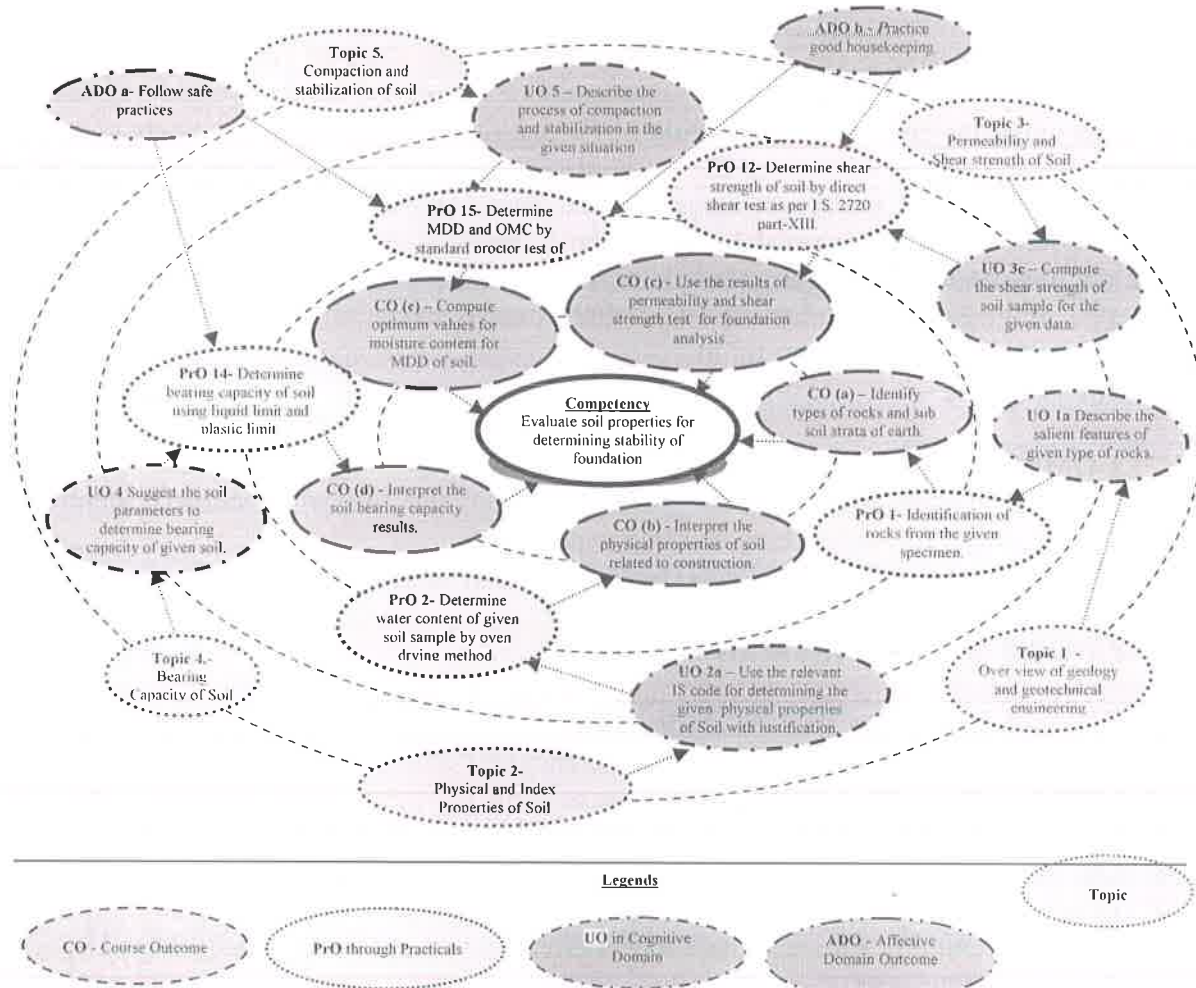 ADO b - Practice
good housekeeping
Topic 5.
Compaction and
stabilization of soil
ADO a- Follow safe
practices
UO 5 – Describe the
process of compaction
and stabilization in the
given situation
Topic 3-
Permeability and
Shear strength of Soil
PrO 12- Determine shear
strength of soil by direct
shear test as per I S. 2720
part-XIII
PrO 15- Determine
MDD and OMC by
standard proctor test of
UO 3c – Compute
the shear strength of
soil sample for the
given data.
CO (c) - Use the results of
permeability and shear
strength test for foundation
analysis
CO (e) – Compute
optimum values for
moisture content for
MDD of soil.
PrO 14- Determine
bearing capacity of soil
using liquid limit and
plastic limit
Competency
Evaluate soil properties for
determining stability of
foundation
CO (a) – Identify
types of rocks and sub
soil strata of earth.
UO 1a Describe the
salient features of
given type of rocks.
UO 4 Suggest the soil
parameters to
determine bearing
capacity of given soil.
CO (d) - Interpret the
soil bearing capacity
results.
CO (b) - Interpret the
physical properties of soil
related to construction.
PrO 1- Identification of
rocks from the given
specimen.
PrO 2- Determine
water content of given
soil sample by oven
drying method
Topic 4.-
Bearing
Capacity of Soil
UO 2a – Use the relevant
IS code for determining the
given physical properties
of Soil with justification.
Topic 1 -
Over view of geology
and geotechnical
engineering
Topic 2-
Physical and Index
Properties of Soil
Legends
Topic
CO - Course Outcome
PrO through Practicals
UO in Cognitive
Domain
ADO - Affective
Domain Outcome